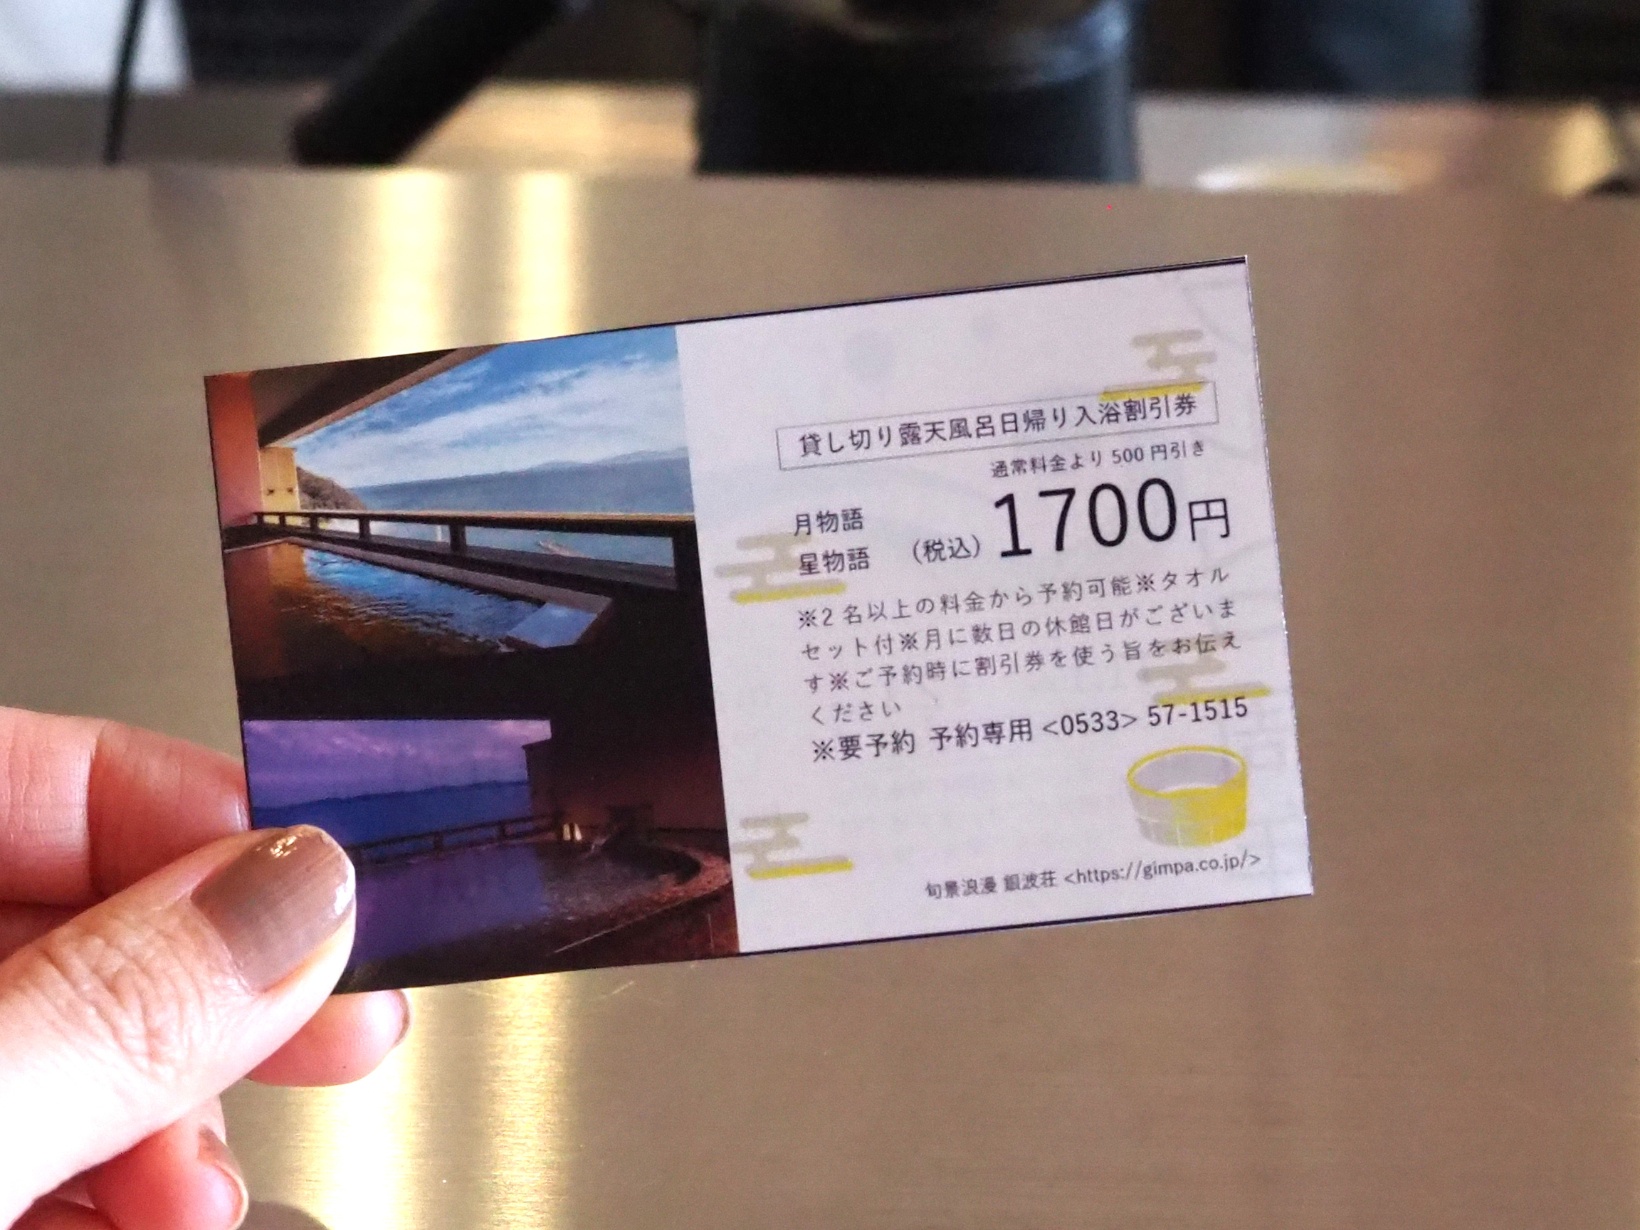 貸し切り露天風呂日帰り入浴割引券
通常料金より500円引き
月物語
星物語
(税込)1700円
※2名以上の料金から予約可能※タオル
セット付※月に数日の休館日がございま
す※ご予約時に割引券を使う旨をお伝え
ください
※要予約 予約専用<0533>57-1515
旬景浪漫 銀波荘<https://gimpa.co.jp/>